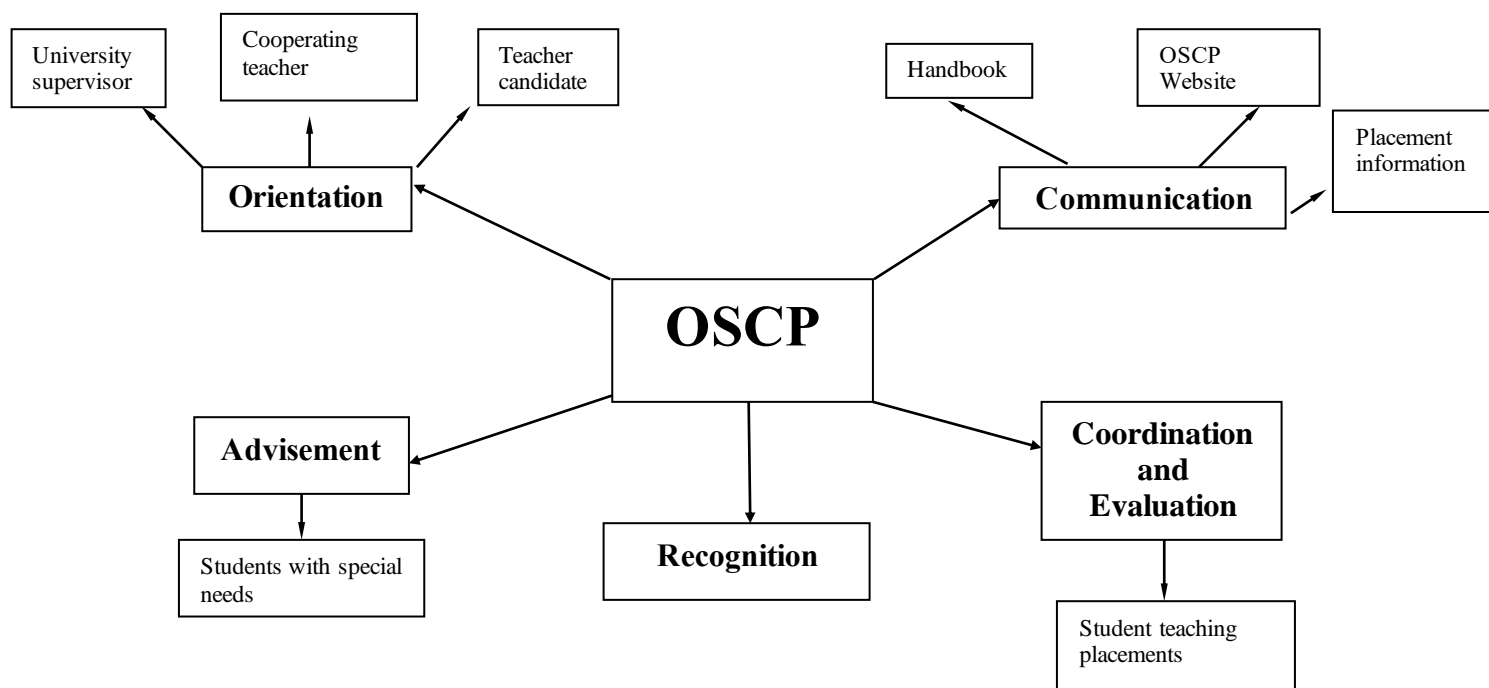 University
supervisor
Cooperating
teacher
Teacher
candidate
Handbook
OSCP
Website
Placement
information
Orientation
Communication
OSCP
Advisement
Coordination
and
Evaluation
Recognition
Students with special
needs
Student teaching
placements